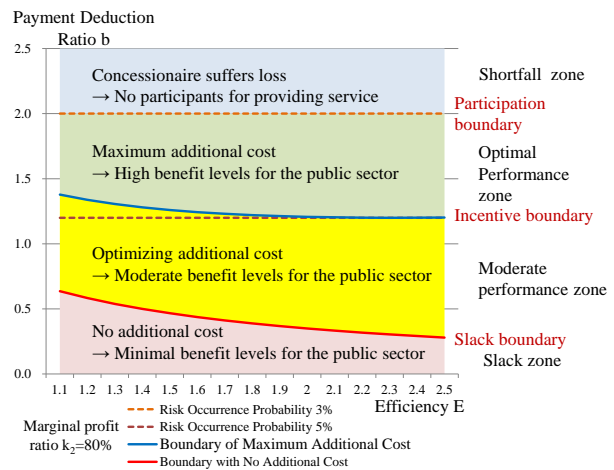 Payment Deduction
Ratio b
2.5
2.0
1.5
1.0
0.5
0.0
Concessionaire suffers loss
→ No participants for providing service
Maximum additional cost
→ High benefit levels for the public sector
Optimizing additional cost
→ Moderate benefit levels for the public sector
No additional cost
→ Minimal benefit levels for the public sector
Shortfall zone
Participation
boundary
Optimal
Performance
zone
Incentive boundary
Moderate
performance zone
Slack boundary
Slack zone
1.1 1.2 1.3 1.4 1.5 1.6 1.7 1.8 1.9 2 2.1 2.2 2.3 2.4 2.5
Efficiency E
Marginal profit
ratio k₂=80%
Risk Occurrence Probability 3%
Risk Occurrence Probability 5%
Boundary of Maximum Additional Cost
Boundary with No Additional Cost